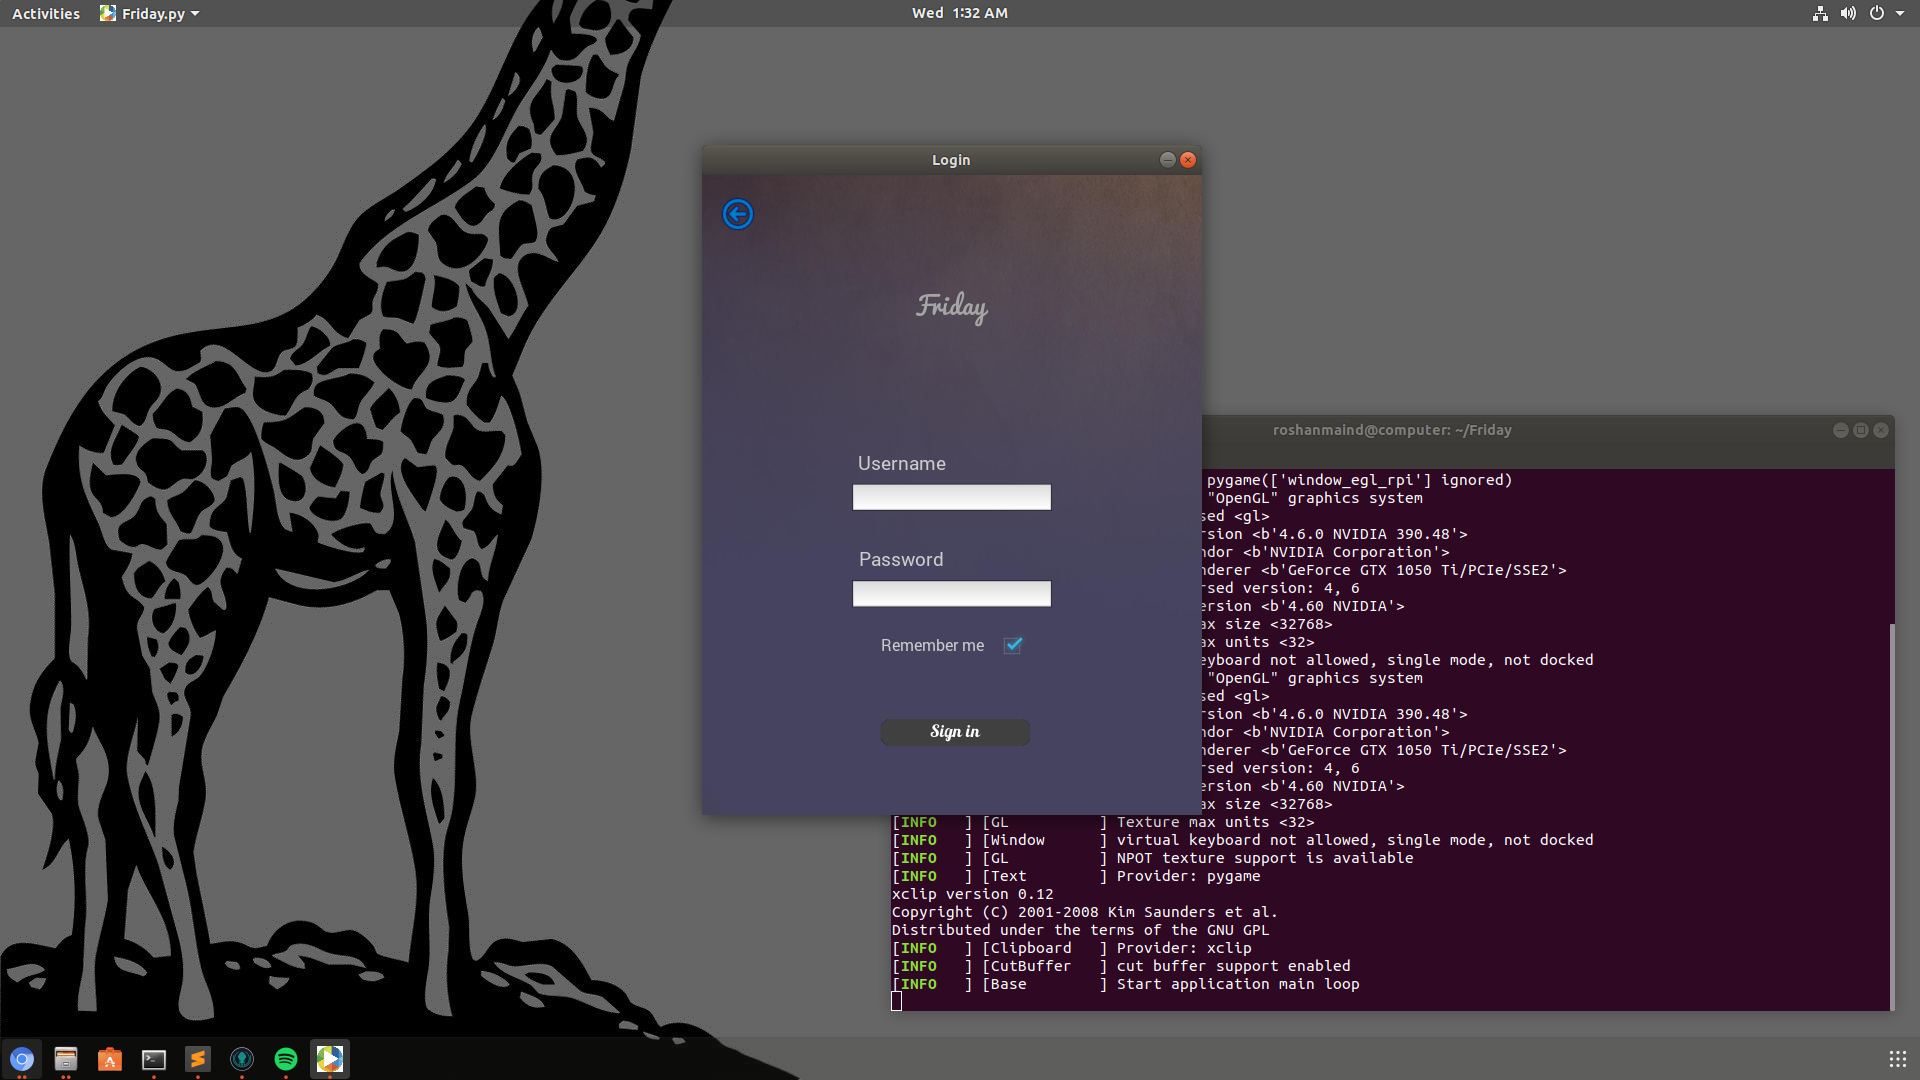 Activities
Friday.py
Wed 1:32 AM
Login
Friday
Username
Password
Remember me
Sign in
roshanmaind@computer: ~/Friday
pygame(['window_egl_rpi'] ignored)
"OpenGL" graphics system
sed <gl>
rsion <b'4.6.0 NVIDIA 390.48'>
ndor <b'NVIDIA Corporation'>
nderer <b'GeForce GTX 1050 Ti/PCIe/SSE2'>
rsed version: 4, 6
ersion <b'4.60 NVIDIA'>
ax size <32768>
ax units <32>
eyboard not allowed, single mode, not docked
"OpenGL" graphics system
sed <gl>
rsion <b'4.6.0 NVIDIA 390.48'>
ndor <b'NVIDIA Corporation'>
nderer <b'GeForce GTX 1050 Ti/PCIe/SSE2'>
rsed version: 4, 6
ersion <b'4.60 NVIDIA'>
ax size <32768>
[INFO   ] [GL          ] Texture max units <32>
[INFO   ] [Window      ] virtual keyboard not allowed, single mode, not docked
[INFO   ] [GL          ] NPOT texture support is available
[INFO   ] [Text        ] Provider: pygame
xclip version 0.12
Copyright (C) 2001-2008 Kim Saunders et al.
Distributed under the terms of the GNU GPL
[INFO   ] [Clipboard   ] Provider: xclip
[INFO   ] [CutBuffer   ] cut buffer support enabled
[INFO   ] [Base        ] Start application main loop